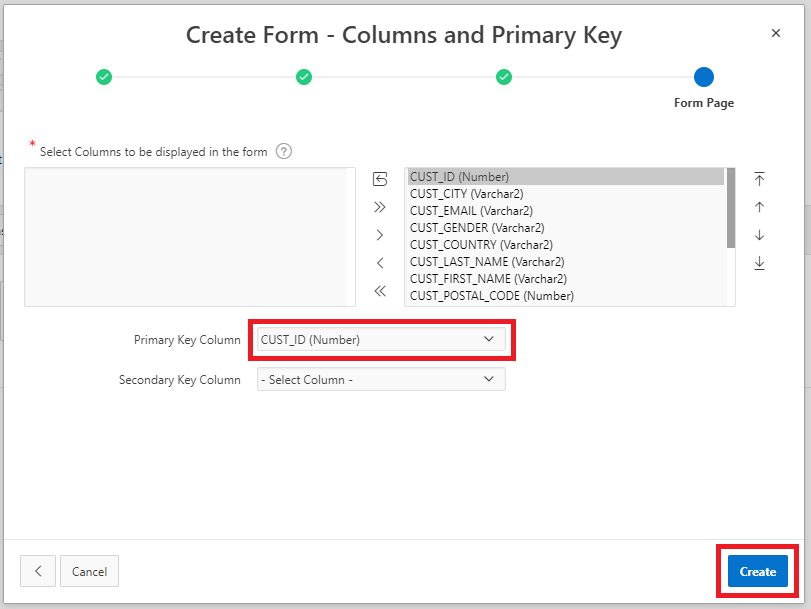 Create Form - Columns and Primary Key
Form Page
* Select Columns to be displayed in the form ?
CUST_ID (Number)
CUST_CITY (Varchar2)
CUST_EMAIL (Varchar2)
CUST_GENDER (Varchar2)
CUST_COUNTRY (Varchar2)
CUST_LAST_NAME (Varchar2)
CUST_FIRST_NAME (Varchar2)
CUST_POSTAL_CODE (Number)
Primary Key Column CUST_ID (Number)
Secondary Key Column - Select Column -
Cancel
Create